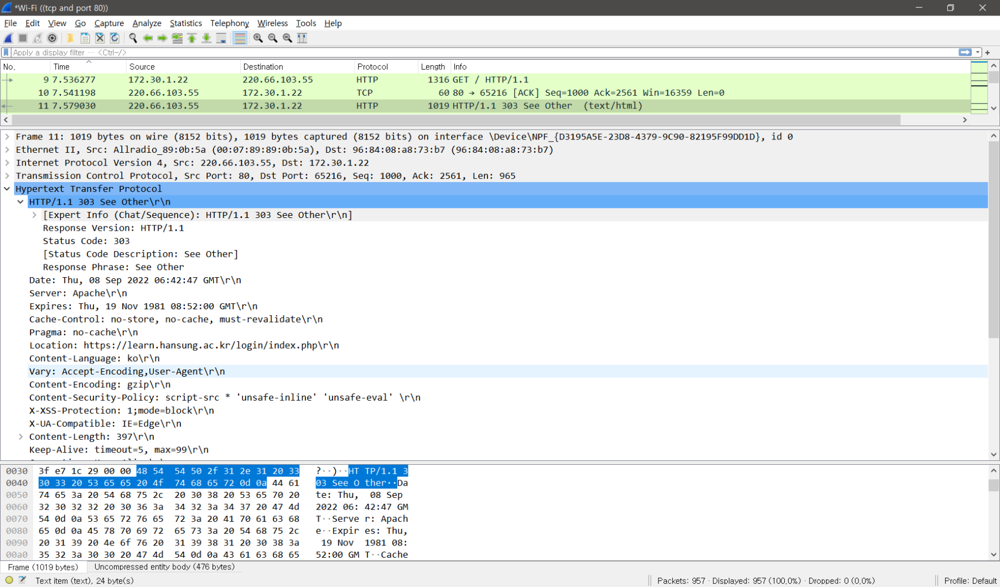 *Wi-Fi ((tcp and port 80))
File Edit View Go Capture Analyze Statistics Telephony Wireless Tools Help
Apply a display filter ··· <Ctrl-/>
No. Time Source Destination Protocol Length Info
9 7.536277 172.30.1.22 220.66.103.55 HTTP 1316 GET / HTTP/1.1
10 7.541198 220.66.103.55 172.30.1.22 TCP 60 80 → 65216 [ACK] Seq=1000 Ack=2561 Win=16359 Len=0
11 7.579030 220.66.103.55 172.30.1.22 HTTP 1019 HTTP/1.1 303 See Other  (text/html)
Frame 11: 1019 bytes on wire (8152 bits), 1019 bytes captured (8152 bits) on interface \Device\NPF_{D3195A5E-23D8-4379-9C90-82195F99DD1D}, id 0
Ethernet II, Src: Allradio_89:0b:5a (00:07:89:89:0b:5a), Dst: 96:84:08:a8:73:b7 (96:84:08:a8:73:b7)
Internet Protocol Version 4, Src: 220.66.103.55, Dst: 172.30.1.22
Transmission Control Protocol, Src Port: 80, Dst Port: 65216, Seq: 1000, Ack: 2561, Len: 965
Hypertext Transfer Protocol
HTTP/1.1 303 See Other\r\n
[Expert Info (Chat/Sequence): HTTP/1.1 303 See Other\r\n]
Response Version: HTTP/1.1
Status Code: 303
[Status Code Description: See Other]
Response Phrase: See Other
Date: Thu, 08 Sep 2022 06:42:47 GMT\r\n
Server: Apache\r\n
Expires: Thu, 19 Nov 1981 08:52:00 GMT\r\n
Cache-Control: no-store, no-cache, must-revalidate\r\n
Pragma: no-cache\r\n
Location: https://learn.hansung.ac.kr/login/index.php\r\n
Content-Language: ko\r\n
Vary: Accept-Encoding,User-Agent\r\n
Content-Encoding: gzip\r\n
Content-Security-Policy: script-src * 'unsafe-inline' 'unsafe-eval' \r\n
X-XSS-Protection: 1;mode=block\r\n
X-UA-Compatible: IE=Edge\r\n
Content-Length: 397\r\n
Keep-Alive: timeout=5, max=99\r\n
0030 3f e7 1c 29 00 00 48 54 54 50 2f 31 2e 31 20 33 ?··)··HT TP/1.1 3
0040 30 33 20 53 65 65 20 4f 74 68 65 72 0d 0a 44 61 03 See O ther··Da
0050 74 65 3a 20 54 68 75 2c 20 30 38 20 53 65 70 20 te: Thu,  08 Sep
0060 32 30 32 32 20 30 36 3a 34 32 3a 34 37 20 47 4d 2022 06: 42:47 GM
0070 54 0d 0a 53 65 72 76 65 72 3a 20 41 70 61 63 68 T··Serve r: Apach
0080 65 0d 0a 45 78 70 69 72 65 73 3a 20 54 68 75 2c e··Expir es: Thu,
0090 20 31 39 20 4e 6f 76 20 31 39 38 31 20 30 38 3a 19 Nov  1981 08:
00a0 35 32 3a 30 30 20 47 4d 54 0d 0a 43 61 63 68 65 52:00 GM T··Cache
Frame (1019 bytes) Uncompressed entity body (476 bytes)
Text item (text), 24 byte(s) Packets: 957 · Displayed: 957 (100.0%) · Dropped: 0 (0.0%) Profile: Default